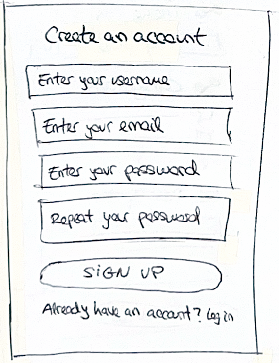 Create an account
Enter your username
Enter your email
Enter your password
Repeat your password
SIGN UP
Already have an account? Log in